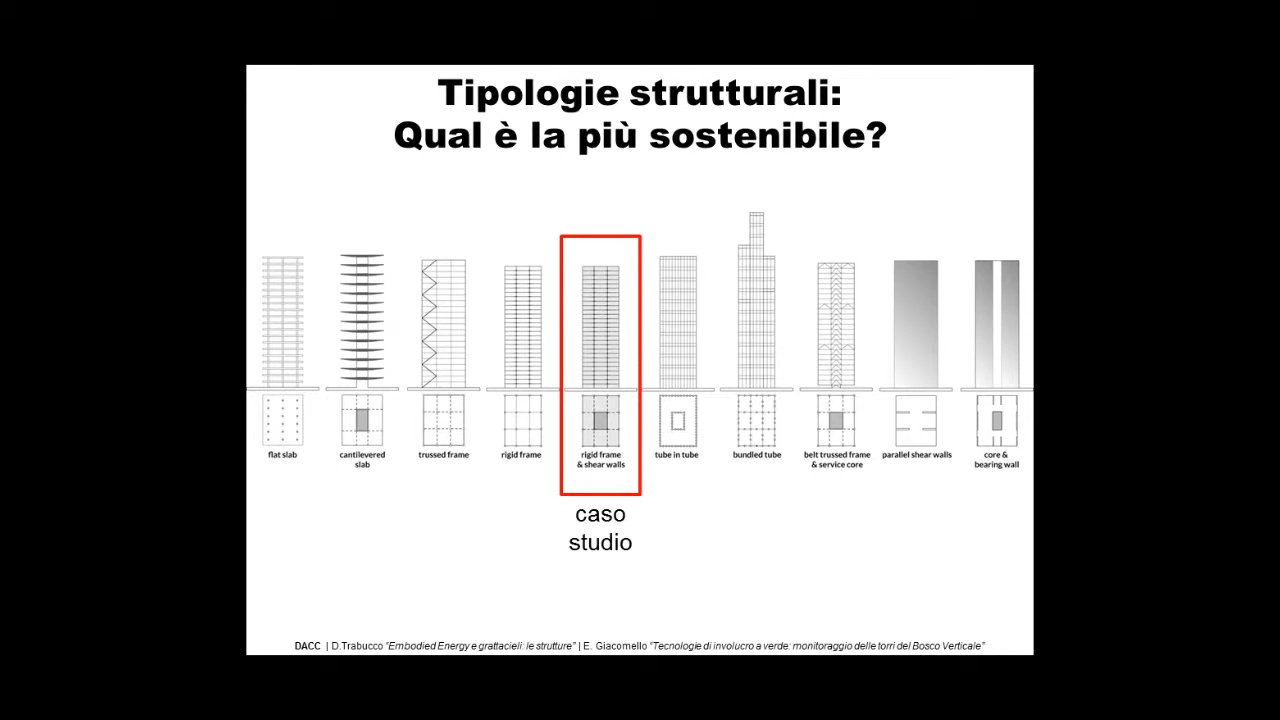 Tipologie strutturali:
Qual è la più sostenibile?
flat slab
cantilevered
slab
trussed frame
rigid frame
rigid frame
& shear walls
tube in tube
bundled tube
belt trussed frame
& service core
parallel shear walls
core &
bearing wall
caso
studio
DACC | D.Trabucco “Embodied Energy e grattacieli: le strutture” | E. Giacomello “Tecnologie di involucro a verde: monitoraggio delle torri del Bosco Verticale”